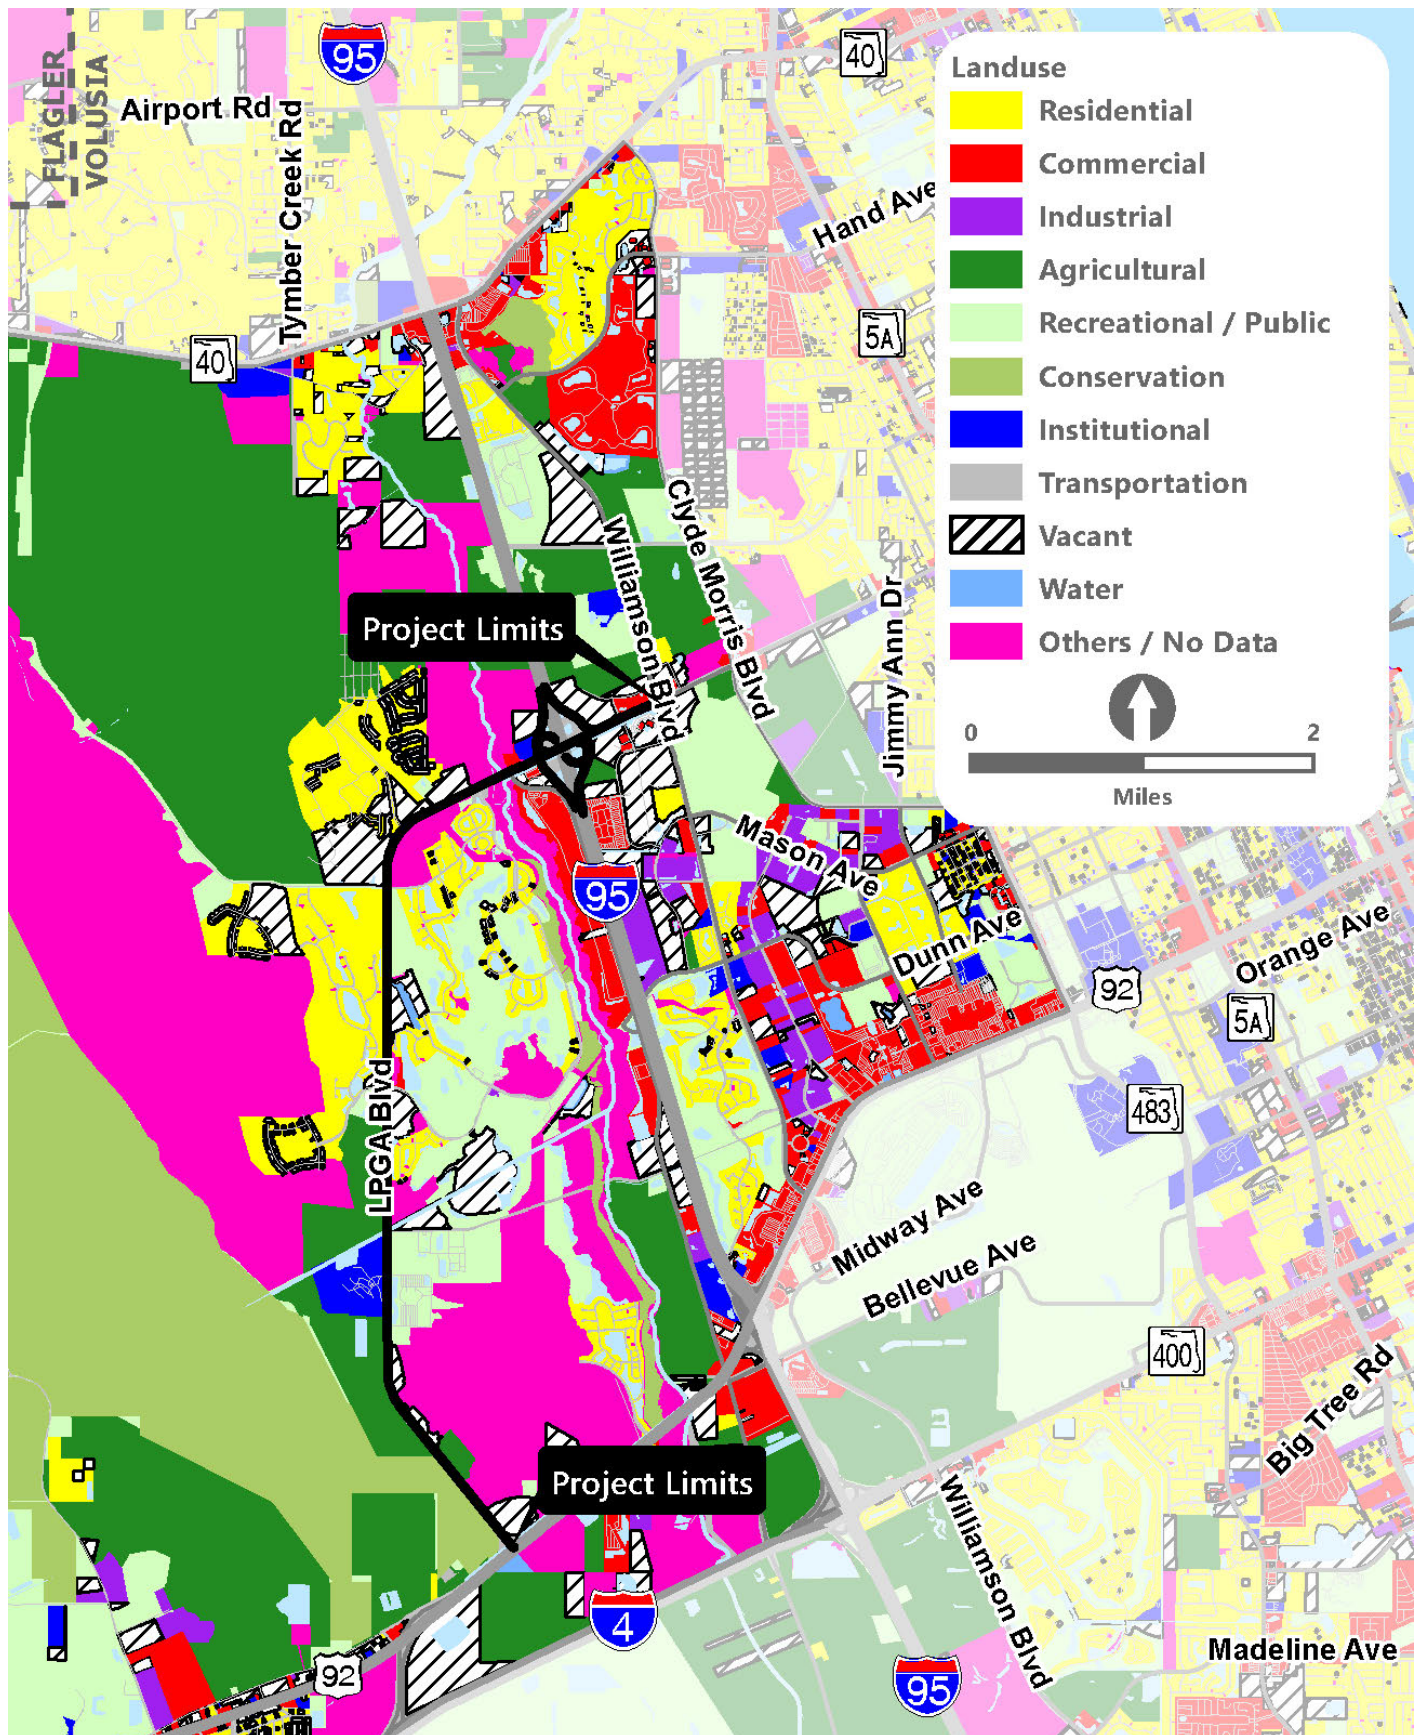 95
40
FLAGLER
VOLUSIA
Airport Rd
Tymber Creek Rd
Hand Ave
Landuse
Residential
Commercial
Industrial
Agricultural
Recreational / Public
Conservation
Institutional
Transportation
Vacant
Water
Others / No Data
0
2
Miles
40
5A
Clyde Morris Blvd
Williamson Blvd
Jimmy Ann Dr
Project Limits
Mason Ave
95
Dunn Ave
Orange Ave
92
5A
LPGA Blvd
483
Midway Ave
Bellevue Ave
400
Big Tree Rd
Project Limits
Williamson Blvd
4
92
95
Madeline Ave